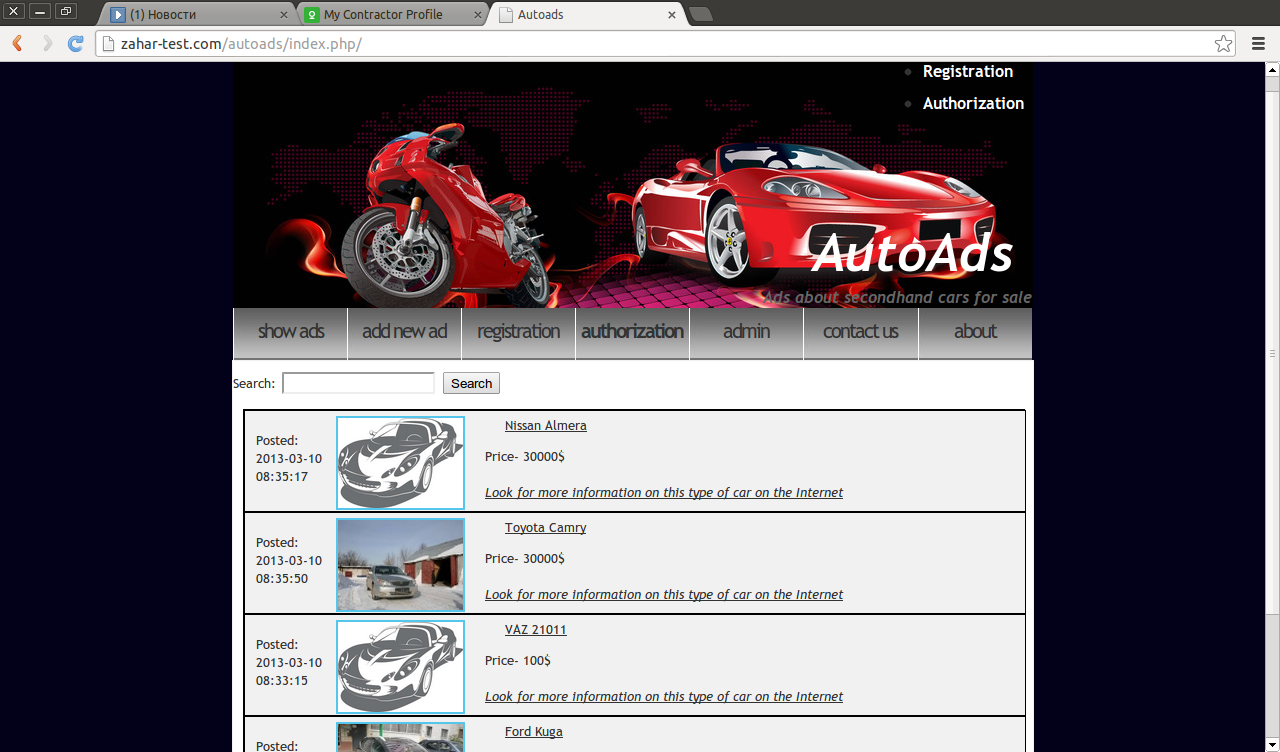 (1) Новости
My Contractor Profile
Autoads
zahar-test.com/autoads/index.php/
Registration
Authorization
AutoAds
Ads about secondhand cars for sale
show ads
add new ad
registration
authorization
admin
contact us
about
Search:
Search
Posted:
2013-03-10
08:35:17
Nissan Almera
Price- 30000$
Look for more information on this type of car on the Internet
Posted:
2013-03-10
08:35:50
Toyota Camry
Price- 30000$
Look for more information on this type of car on the Internet
Posted:
2013-03-10
08:33:15
VAZ 21011
Price- 100$
Look for more information on this type of car on the Internet
Posted:
Ford Kuga